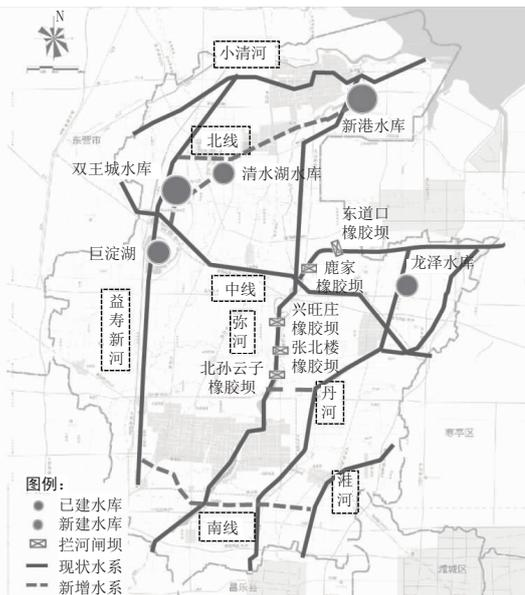 N
小清河
新港水库
东营市
北线
双王城水库
清水湖水库
东道口
橡胶坝
巨淀湖
鹿家
橡胶坝
龙泽水库
中线
益寿新河
弥河
兴旺庄
橡胶坝
张北楼
橡胶坝
北孙云子
橡胶坝
丹河
寒亭区
图例：
已建水库
新建水库
拦河闸坝
现状水系
新增水系
南线
潍城区
昌乐县